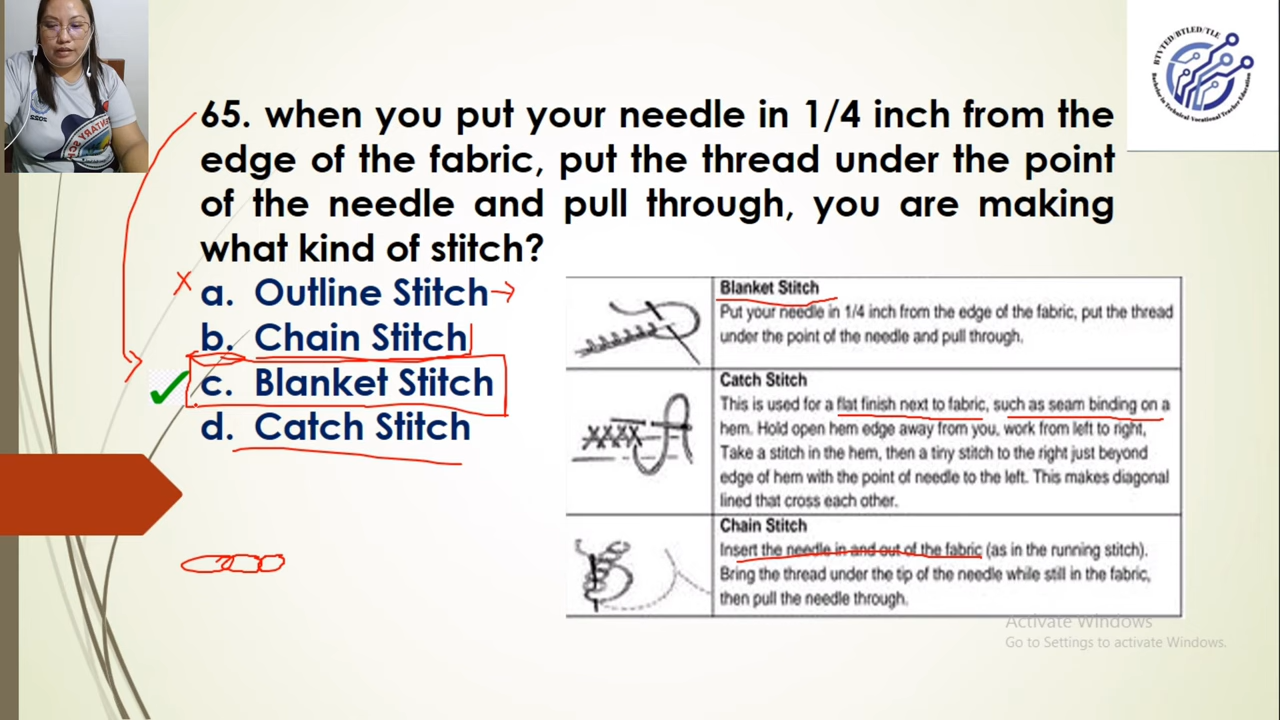 65. when you put your needle in 1/4 inch from the
edge of the fabric, put the thread under the point
of the needle and pull through, you are making
what kind of stitch?
a. Outline Stitch
b. Chain Stitch
c. Blanket Stitch
d. Catch Stitch
Blanket Stitch
Put your needle in 1/4 inch from the edge of the fabric, put the thread
under the point of the needle and pull through.
Catch Stitch
This is used for a flat finish next to fabric, such as seam binding on a
hem. Hold open hem edge away from you, work from left to right,
Take a stitch in the hem, then a tiny stitch to the right just beyond
edge of hem with the point of needle to the left. This makes diagonal
lined that cross each other.
Chain Stitch
Insert the needle in and out of the fabric (as in the running stitch).
Bring the thread under the tip of the needle while still in the fabric,
then pull the needle through.
BTVTED/BTLED/TLE
Bachelor in Technical Vocational Teacher Education
Activate Windows
Go to Settings to activate Windows.